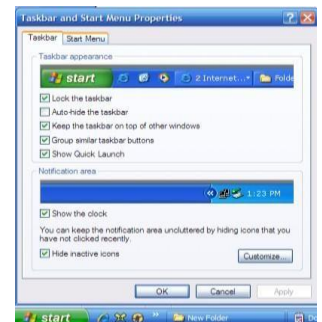 Taskbar and Start Menu Properties
Taskbar
Start Menu
Taskbar appearance
start
2 Internet...
Folde
Lock the taskbar
Auto-hide the taskbar
Keep the taskbar on top of other windows
Group similar taskbar buttons
Show Quick Launch
Notification area
1:23 PM
Show the clock
You can keep the notification area uncluttered by hiding icons that you
have not clicked recently.
Hide inactive icons
Customize...
OK
Cancel
Apply
start
New Folder
Do